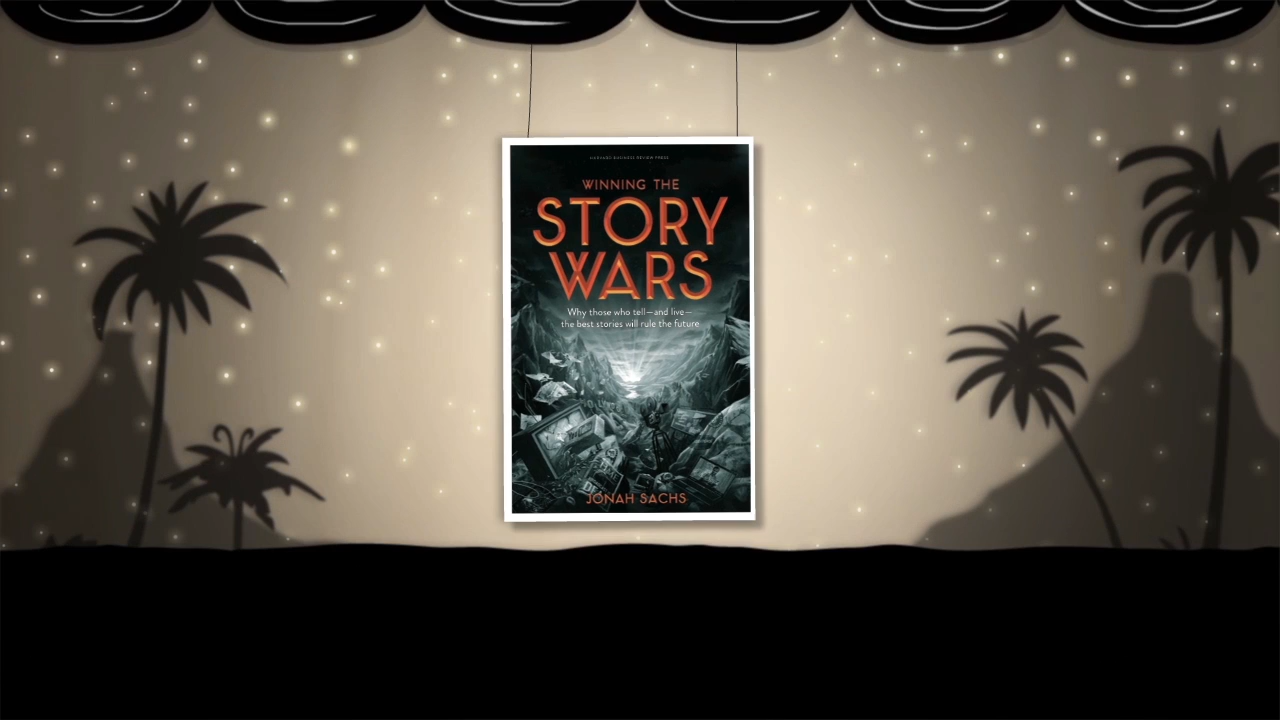 HARVARD BUSINESS REVIEW PRESS
WINNING THE
STORY
WARS
Why those who tell—and live—
the best stories will rule the future
JONAH SACHS